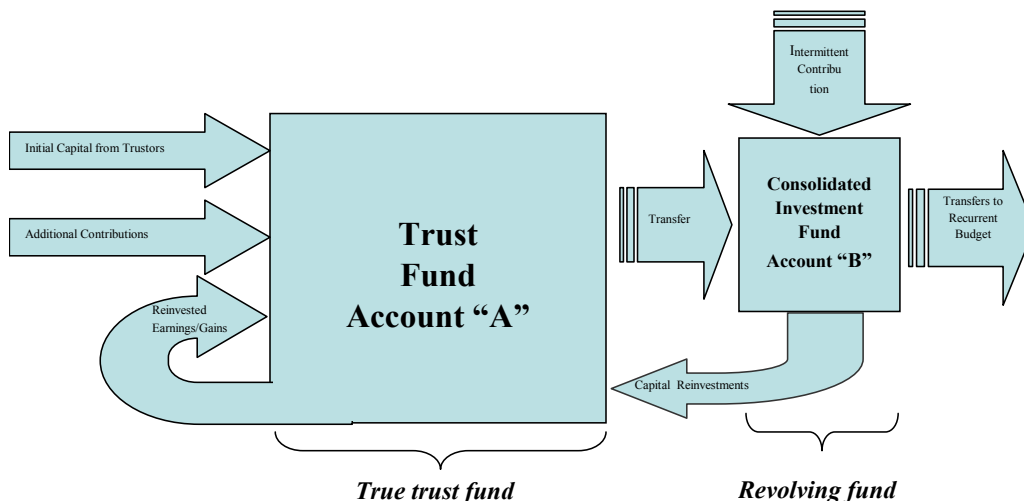 Intermittent
Contribu
tion
Initial Capital from Trustors
Additional Contributions
Reinvested
Earnings/Gains
Trust
Fund
Account “A”
Transfer
Consolidated
Investment
Fund
Account “B”
Transfers to
Recurrent
Budget
Capital Reinvestments
True trust fund
Revolving fund